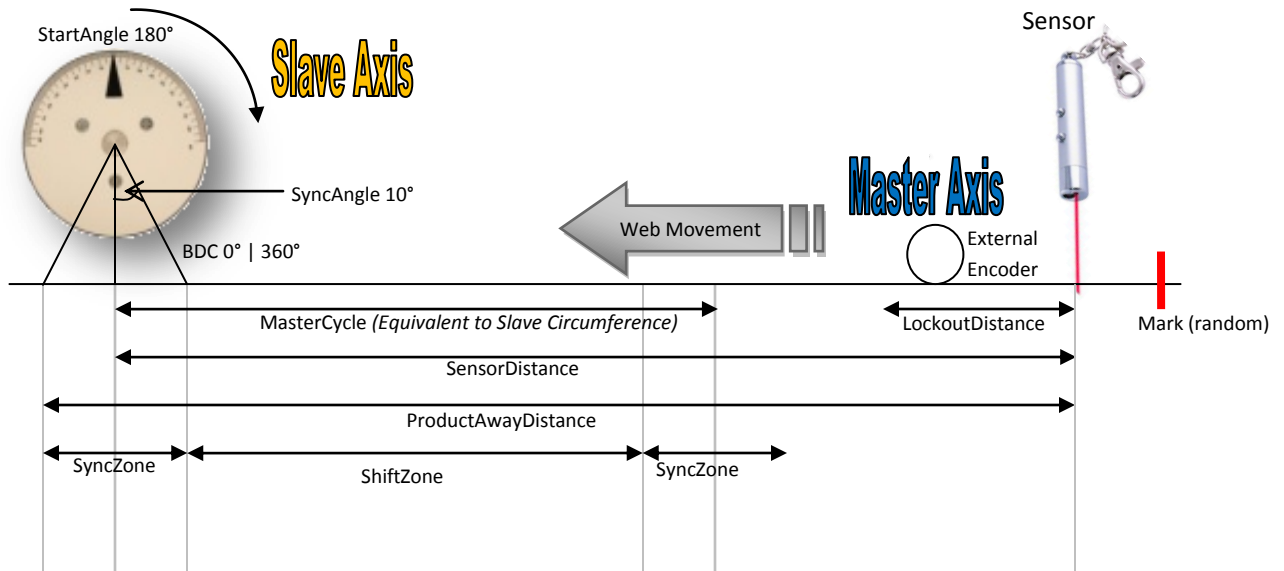 Sensor
StartAngle 180°
Slave Axis
SyncAngle 10°
Master Axis
Web Movement
External
Encoder
BDC 0° | 360°
MasterCycle (Equivalent to Slave Circumference)
LockoutDistance
Mark (random)
SensorDistance
ProductAwayDistance
SyncZone
ShiftZone
SyncZone